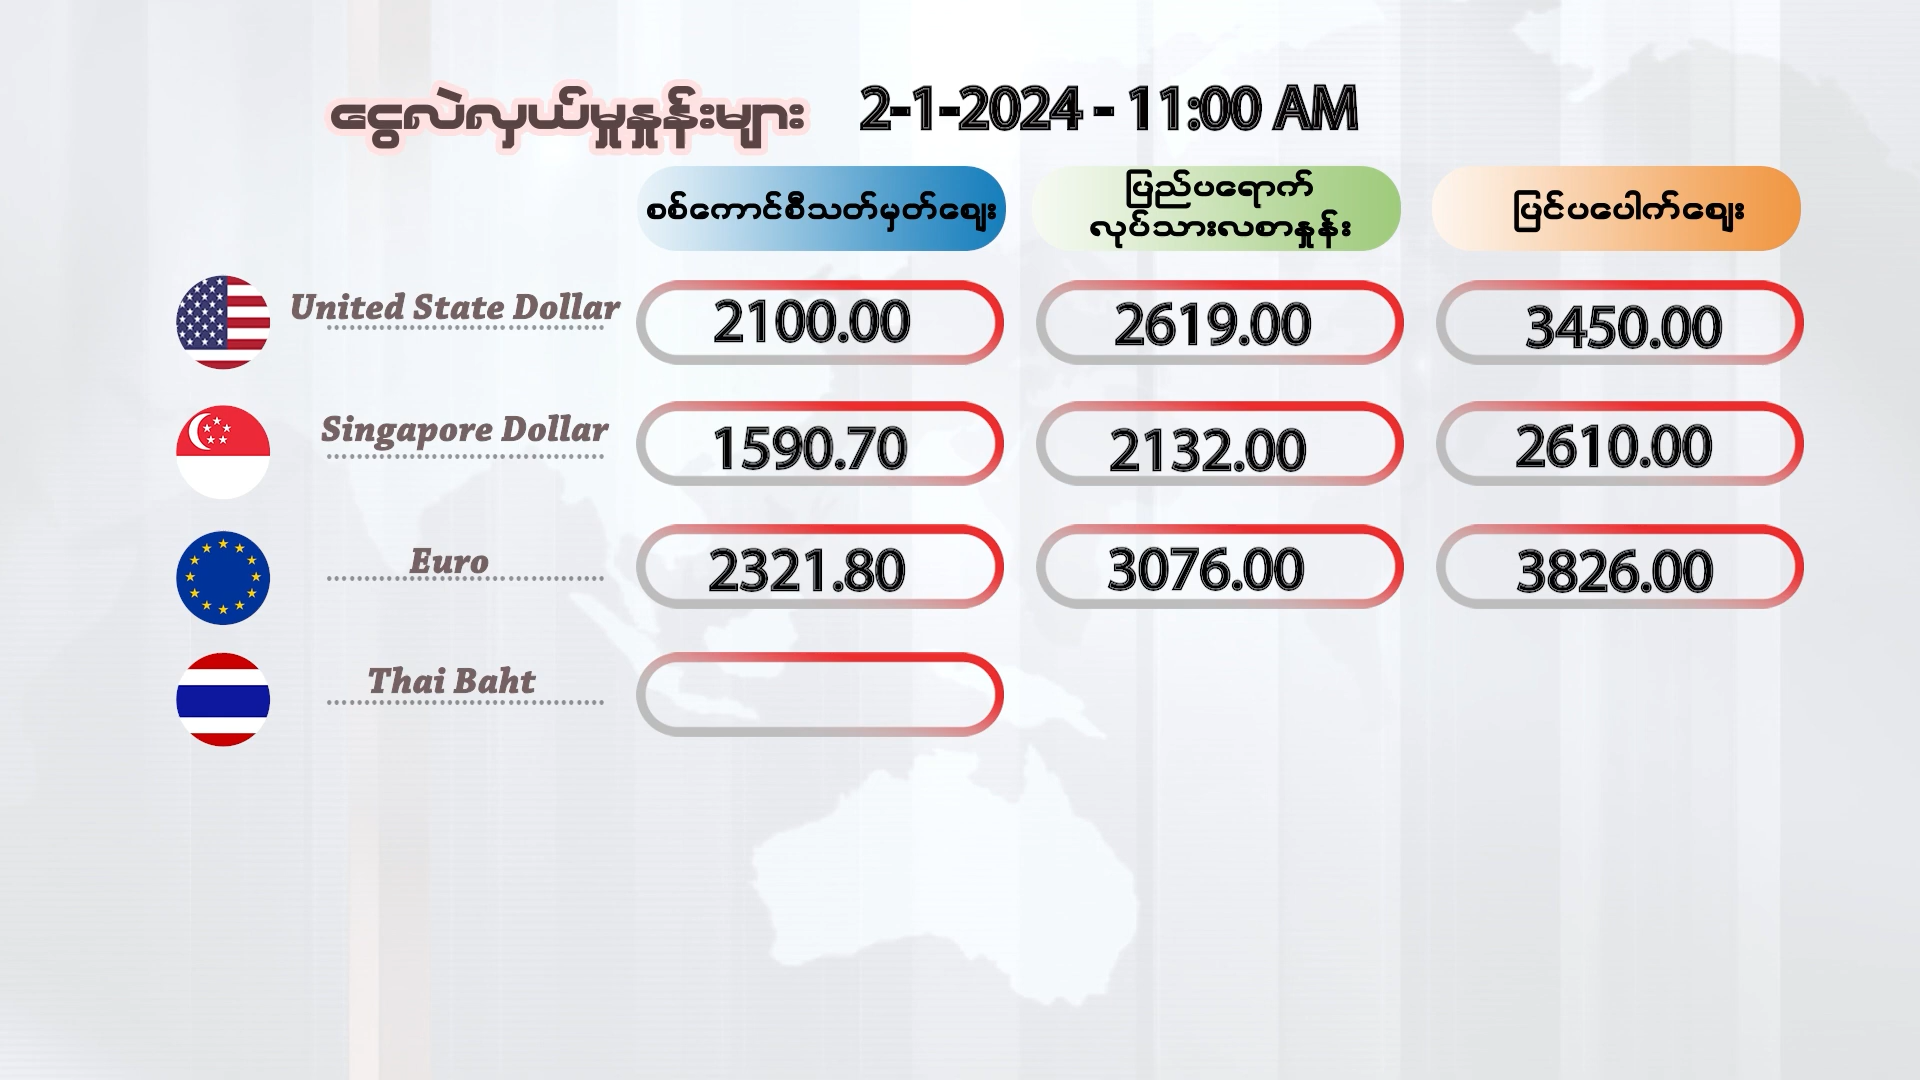 ငွေလဲလှယ်မှုနှုန်းများ 2-1-2024 - 11:00 AM
စစ်ကောင်စီသတ်မှတ်ဈေး
ပြည်ပရောက်
လုပ်သားလစာနှုန်း
ပြင်ပပေါက်ဈေး
United State Dollar 2100.00 2619.00 3450.00
Singapore Dollar 1590.70 2132.00 2610.00
Euro 2321.80 3076.00 3826.00
Thai Baht